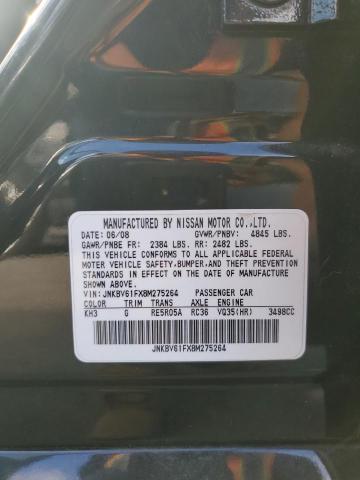 MANUFACTURED BY NISSAN MOTOR CO.,LTD.
DATE: 06/08 GVWR/PNBV: 4845 LBS.
GAWR/PNBE FR: 2384 LBS. RR: 2482 LBS.
THIS VEHICLE CONFORMS TO ALL APPLICABLE FEDERAL
MOTOR VEHICLE SAFETY,BUMPER,AND THEFT PREVENTION
STANDARDS IN EFFECT ON THE DATE OF MANUFACTURE
SHOWN ABOVE.
VIN: JNKBV61FX8M275264 PASSENGER CAR
COLOR TRIM TRANS AXLE ENGINE
KH3 G RE5R05A RC36 VQ35(HR) 3498CC
JNKBV61FX8M275264